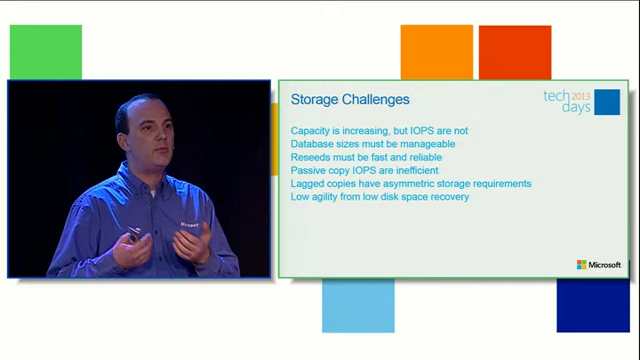 Storage Challenges
tech 2013
days
Capacity is increasing, but IOPS are not
Database sizes must be manageable
Reseeds must be fast and reliable
Passive copy IOPS are inefficient
Lagged copies have asymmetric storage requirements
Low agility from low disk space recovery
Microsoft